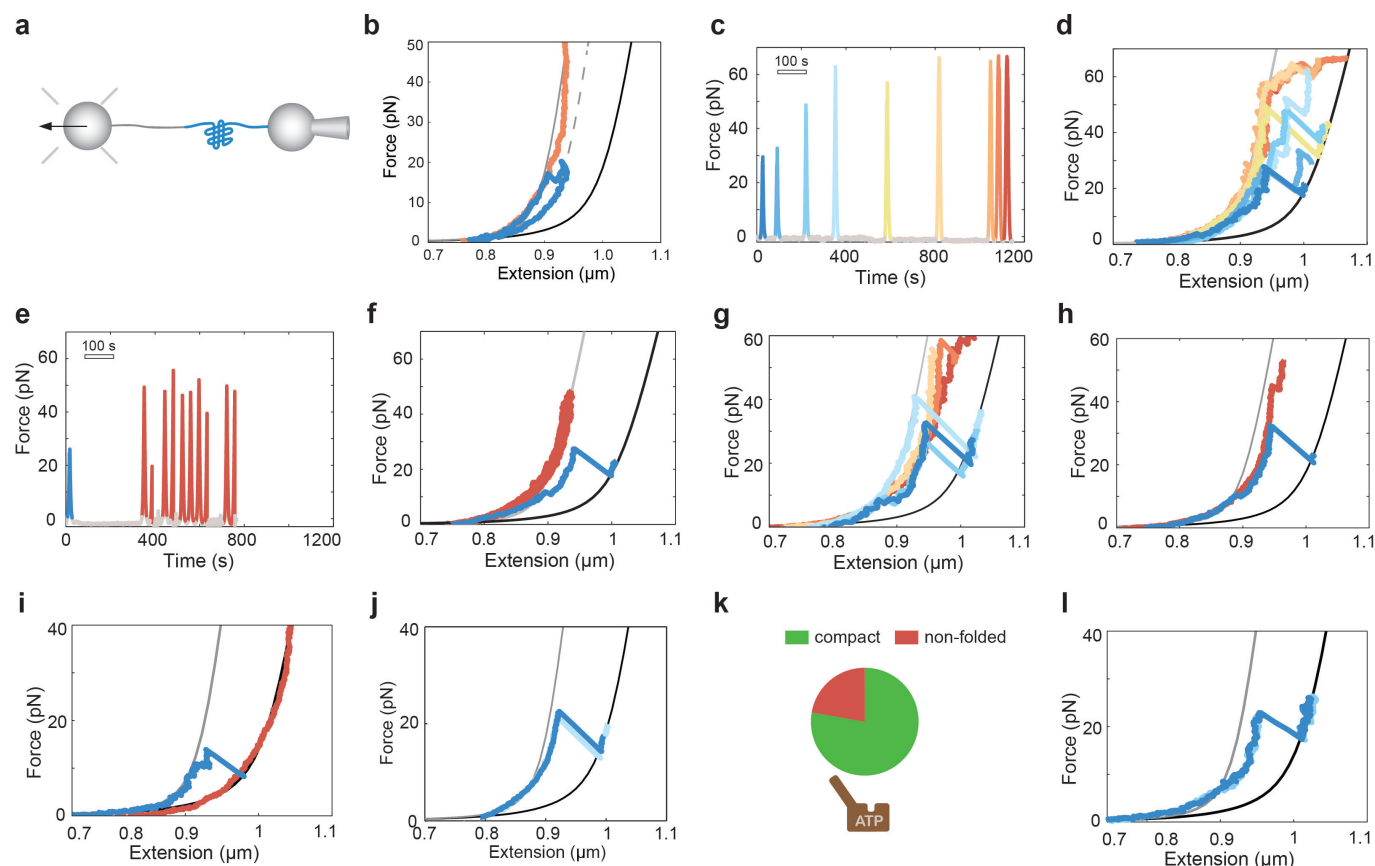 a
b
50
40
30
20
10
0
Force (pN)
0.7 0.8 0.9 1.0 1.1
Extension (µm)
c
100 s
60
40
20
0
Force (pN)
0 400 800 1200
Time (s)
d
60
40
20
0
Force (pN)
0.7 0.8 0.9 1 1.1
Extension (µm)
e
100 s
60
40
20
0
Force (pN)
0 400 800 1200
Time (s)
f
60
40
20
0
Force (pN)
0.7 0.8 0.9 1 1.1
Extension (µm)
g
60
40
20
0
Force (pN)
0.7 0.8 0.9 1 1.1
Extension (µm)
h
60
40
20
0
Force (pN)
0.7 0.8 0.9 1 1.1
Extension (µm)
i
40
20
0
Force (pN)
0.7 0.8 0.9 1 1.1
Extension (µm)
j
40
20
0
Force (pN)
0.7 0.8 0.9 1 1.1
Extension (µm)
k
compact non-folded
ATP
l
40
20
0
Force (pN)
0.7 0.8 0.9 1 1.1
Extension (µm)